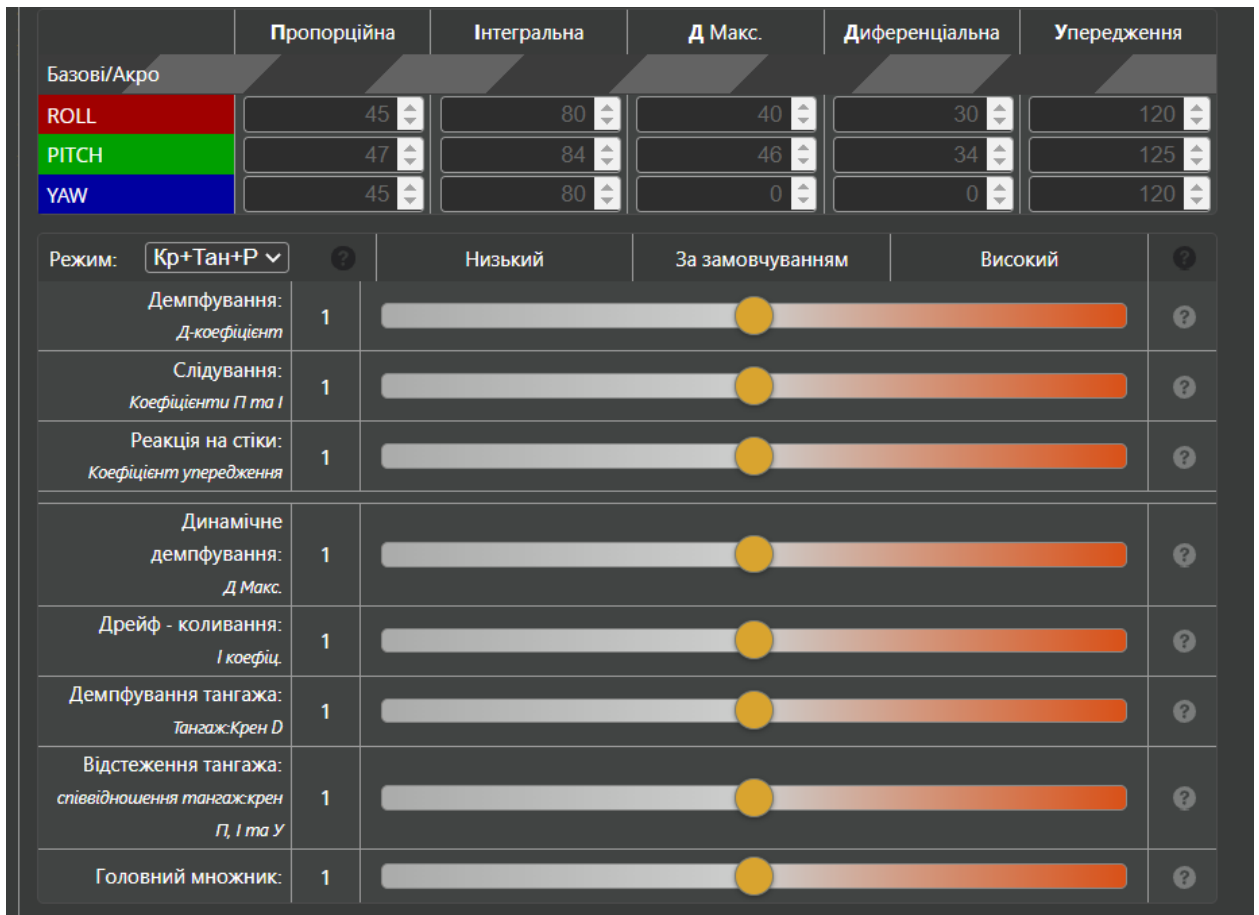 Пропорційна Інтегральна Д Макс. Диференціальна Упередження
Базові/Акро
ROLL 45 80 40 30 120
PITCH 47 84 46 34 125
YAW 45 80 0 0 120
Режим: Кр+Тан+Р ? Низький За замовчуванням Високий ?
Демпфування:
Д-коефіцієнт
1 ?
Слідування:
Коефіцієнти П та І
1 ?
Реакція на стіки:
Коефіцієнт упередження
1 ?
Динамічне
демпфування:
Д Макс.
1 ?
Дрейф - коливання:
І коефіц.
1 ?
Демпфування тангажа:
Тангаж:Крен D
1 ?
Відстеження тангажа:
співвідношення тангаж:крен
П, І та У
1 ?
Головний множник: 1 ?